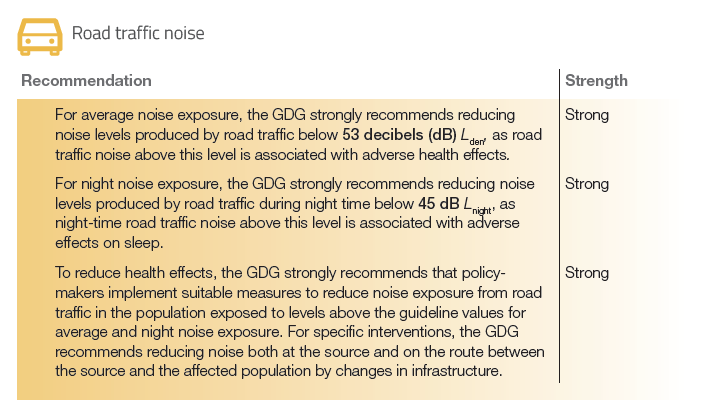 Road traffic noise
Recommendation
Strength
For average noise exposure, the GDG strongly recommends reducing
noise levels produced by road traffic below 53 decibels (dB) Lden, as road
traffic noise above this level is associated with adverse health effects.
Strong
For night noise exposure, the GDG strongly recommends reducing noise
levels produced by road traffic during night time below 45 dB Lnight, as
night-time road traffic noise above this level is associated with adverse
effects on sleep.
Strong
To reduce health effects, the GDG strongly recommends that policy-
makers implement suitable measures to reduce noise exposure from road
traffic in the population exposed to levels above the guideline values for
average and night noise exposure. For specific interventions, the GDG
recommends reducing noise both at the source and on the route between
the source and the affected population by changes in infrastructure.
Strong